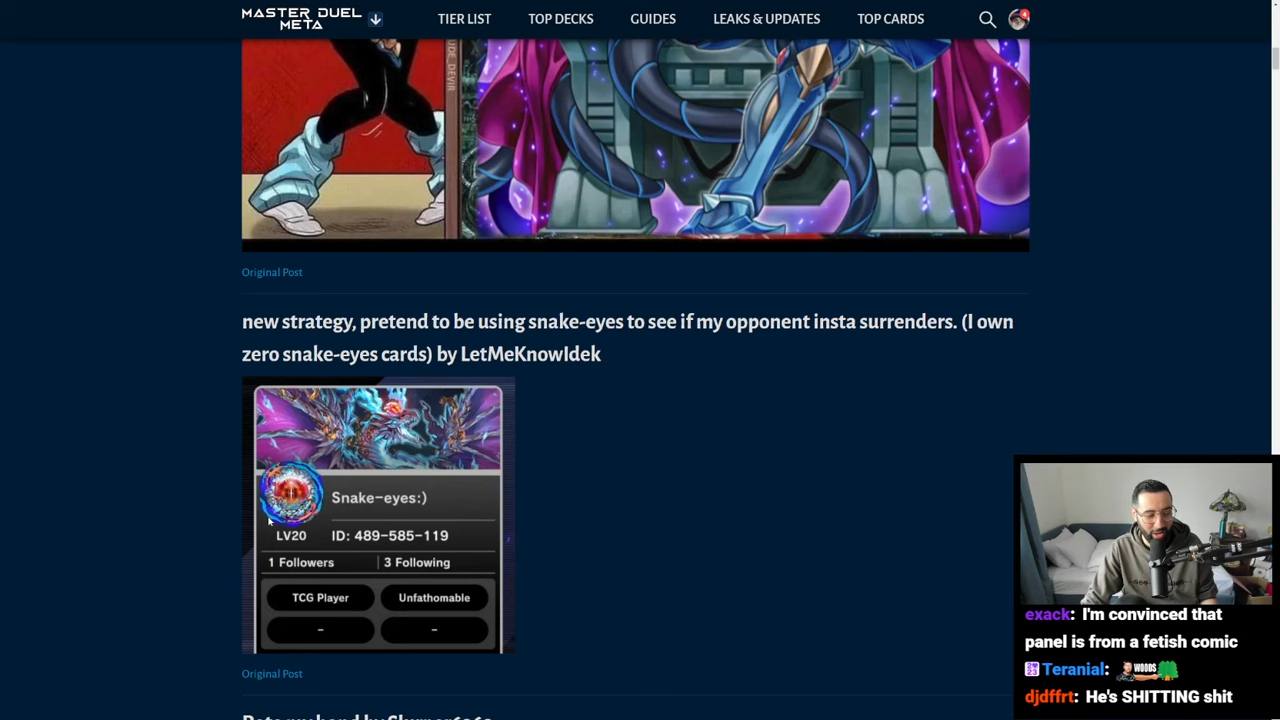 MASTER DUEL
META
TIER LIST
TOP DECKS
GUIDES
LEAKS & UPDATES
TOP CARDS
4
UDE_DEVIR
Original Post
new strategy, pretend to be using snake-eyes to see if my opponent insta surrenders. (I own
zero snake-eyes cards) by LetMeKnowIdek
Snake-eyes:)
LV20
ID: 489-585-119
1 Followers
3 Following
TCG Player
Unfathomable
-
-
Original Post
exack: I'm convinced that
panel is from a fetish comic
Teranial: WOODS
djdffrt: He's SHITTING shit